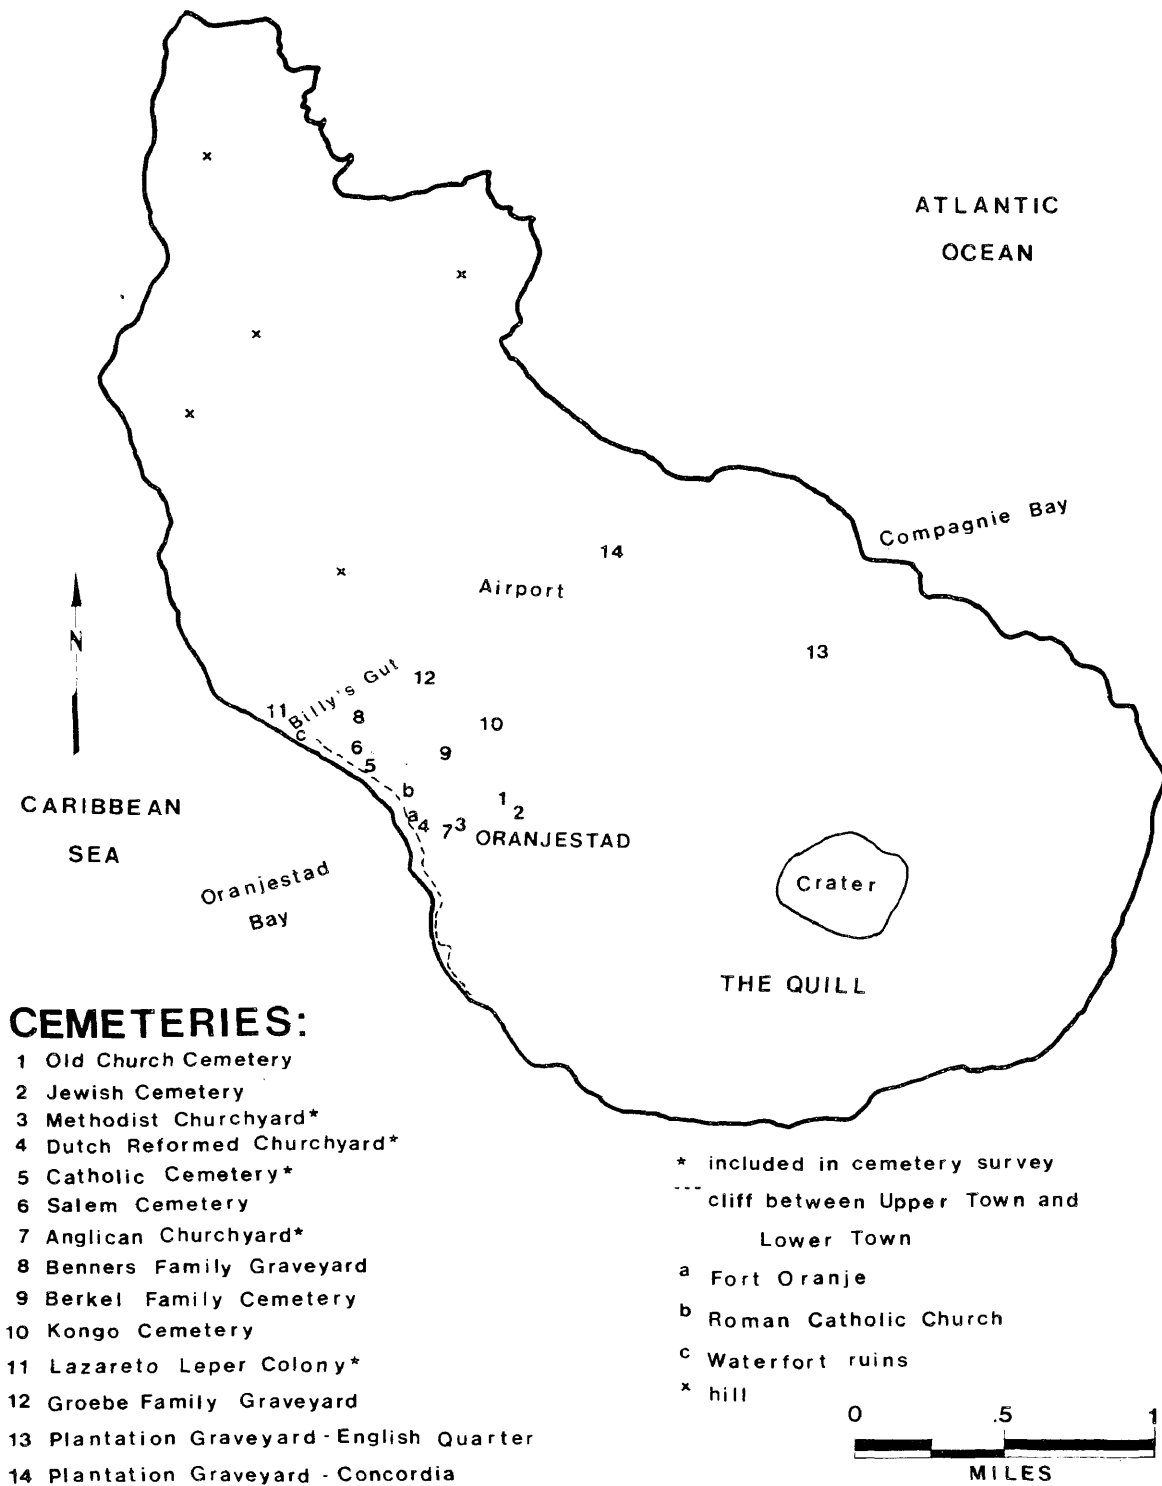 ATLANTIC
OCEAN
x
x
x
x
Compagnie Bay
14
x
Airport
N
13
Billy's Gut
12
11
8
10
c
6
9
5
b
1
CARIBBEAN
2
a
4
7
3
ORANJESTAD
SEA
Oranjestad
Bay
Crater
THE QUILL
CEMETERIES:
1 Old Church Cemetery
2 Jewish Cemetery
3 Methodist Churchyard*
4 Dutch Reformed Churchyard*
5 Catholic Cemetery*
6 Salem Cemetery
7 Anglican Churchyard*
8 Benners Family Graveyard
9 Berkel Family Cemetery
10 Kongo Cemetery
11 Lazareto Leper Colony*
12 Groebe Family Graveyard
13 Plantation Graveyard - English Quarter
14 Plantation Graveyard - Concordia
* included in cemetery survey
--- cliff between Upper Town and
Lower Town
a Fort Oranje
b Roman Catholic Church
c Waterfort ruins
x hill
0 .5 1
MILES